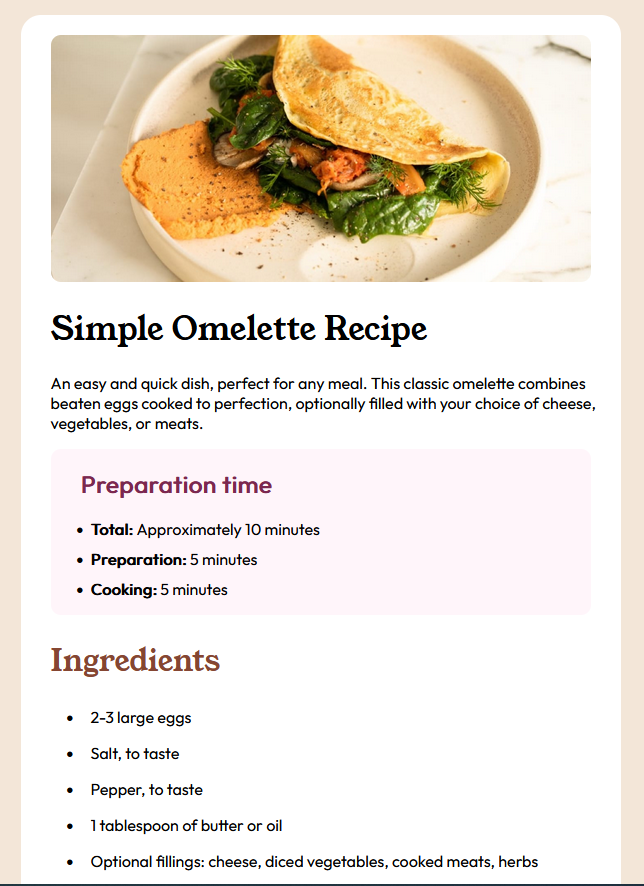 Simple Omelette Recipe
An easy and quick dish, perfect for any meal. This classic omelette combines
beaten eggs cooked to perfection, optionally filled with your choice of cheese,
vegetables, or meats.
Preparation time
• Total: Approximately 10 minutes
• Preparation: 5 minutes
• Cooking: 5 minutes
Ingredients
• 2-3 large eggs
• Salt, to taste
• Pepper, to taste
• 1 tablespoon of butter or oil
• Optional fillings: cheese, diced vegetables, cooked meats, herbs